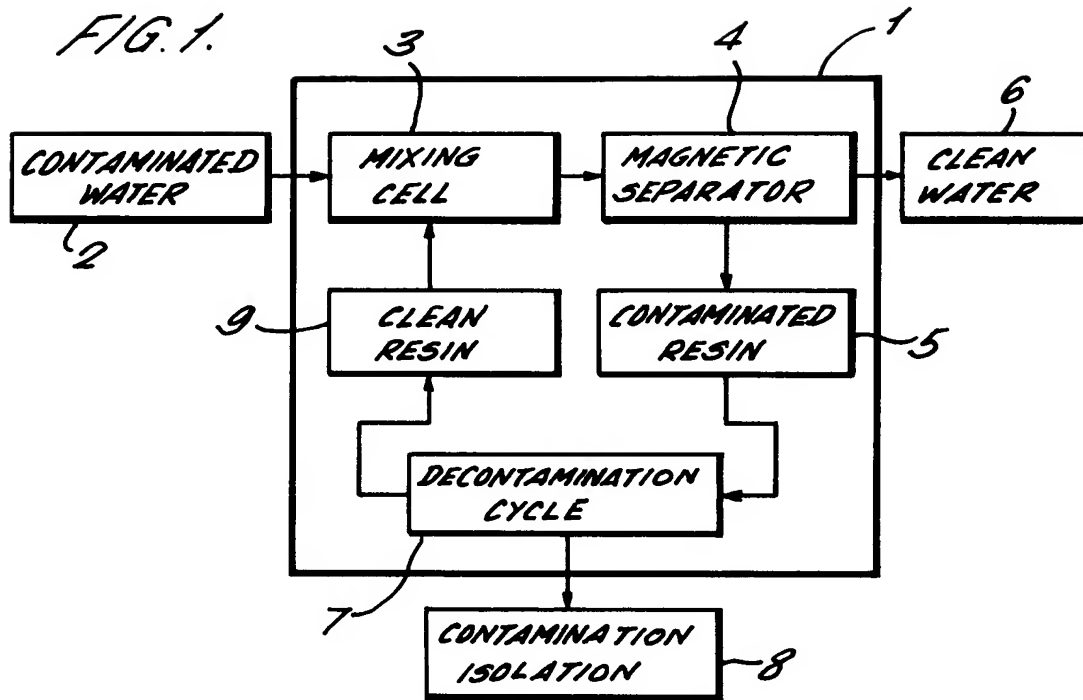 FIG. 1.
3
4
1
6
CONTAMINATED
WATER
2
MIXING
CELL
MAGNETIC
SEPARATOR
CLEAN
WATER
9
CLEAN
RESIN
CONTAMINATED
RESIN
5
DECONTAMINATION
CYCLE
7
CONTAMINATION
ISOLATION
8